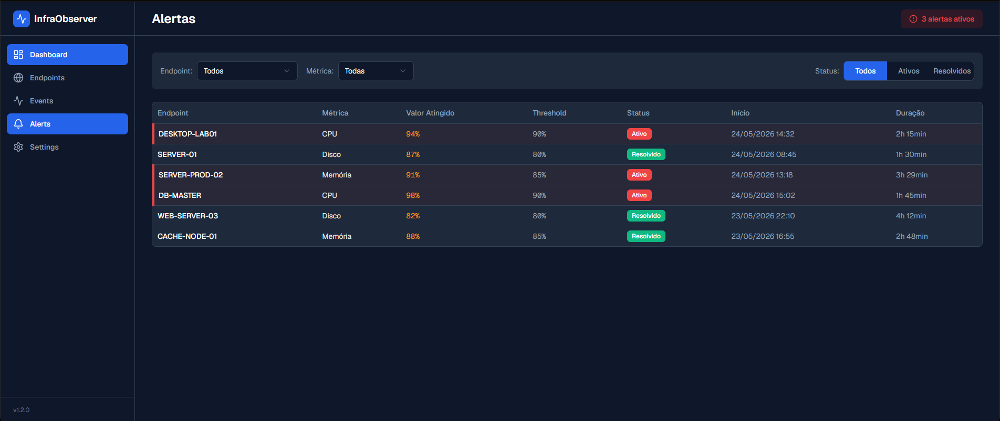 InfraObserver
Alertas
3 alertas ativos
Dashboard
Endpoints
Events
Alerts
Settings
v1.2.0
Endpoint: Todos Métrica: Todas Status: Todos Ativos Resolvidos
Endpoint Métrica Valor Atingido Threshold Status Início Duração
DESKTOP-LAB01 CPU 94% 90% Ativo 24/05/2026 14:32 2h 15min
SERVER-01 Disco 87% 80% Resolvido 24/05/2026 08:45 1h 30min
SERVER-PROD-02 Memória 91% 85% Ativo 24/05/2026 13:18 3h 29min
DB-MASTER CPU 98% 90% Ativo 24/05/2026 15:02 1h 45min
WEB-SERVER-03 Disco 82% 80% Resolvido 23/05/2026 22:10 4h 12min
CACHE-NODE-01 Memória 88% 85% Resolvido 23/05/2026 16:55 2h 48min